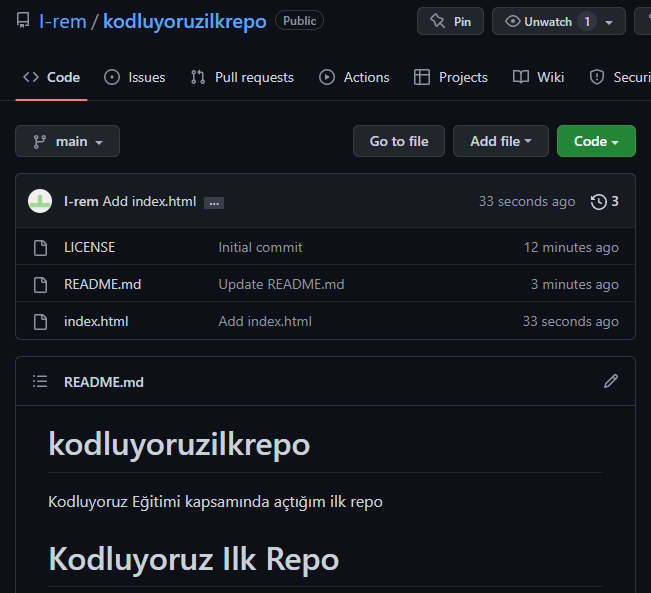 I-rem / kodluyoruzilkrepo Public Pin Unwatch 1
Code Issues Pull requests Actions Projects Wiki Securi
main Go to file Add file Code
I-rem Add index.html ... 33 seconds ago 3
LICENSE Initial commit 12 minutes ago
README.md Update README.md 3 minutes ago
index.html Add index.html 33 seconds ago
README.md
kodluyoruzilkrepo
Kodluyoruz Eğitimi kapsamında açtığım ilk repo
Kodluyoruz Ilk Repo